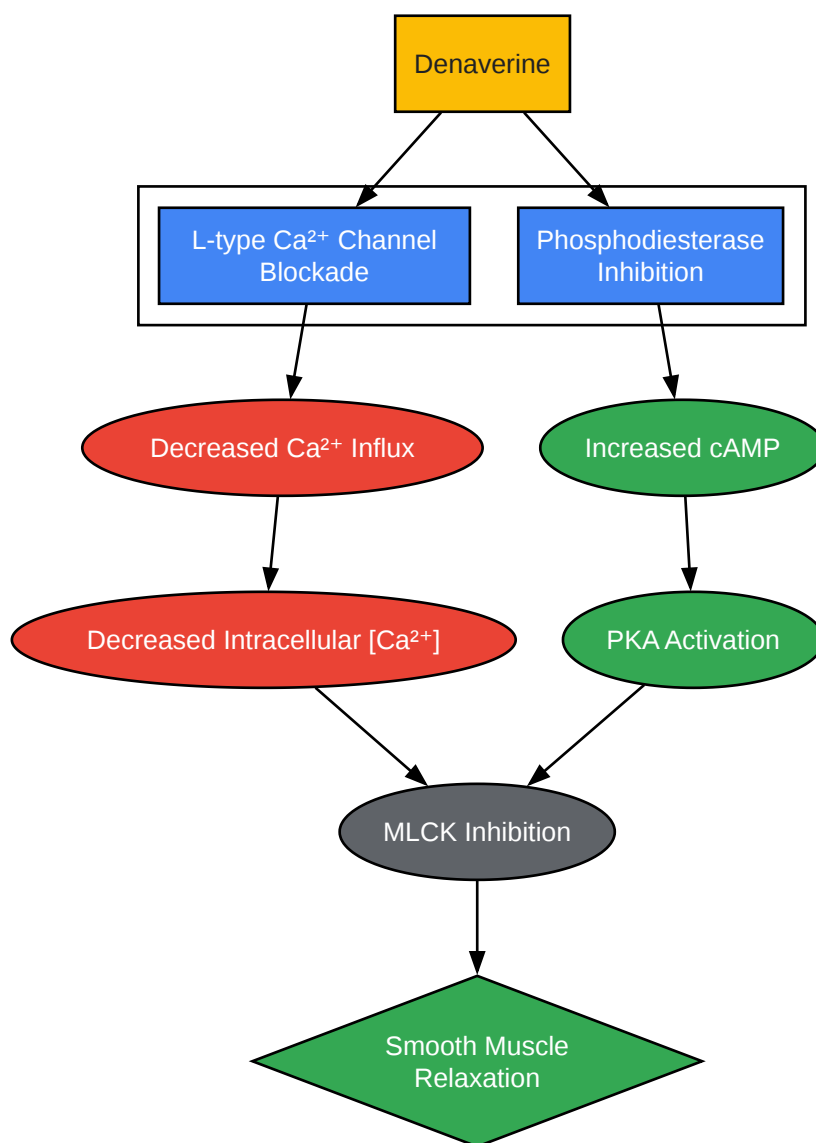 Denaverine
L-type Ca²⁺ Channel
Blockade
Phosphodiesterase
Inhibition
Decreased Ca²⁺ Influx
Increased cAMP
Decreased Intracellular [Ca²⁺]
PKA Activation
MLCK Inhibition
Smooth Muscle
Relaxation